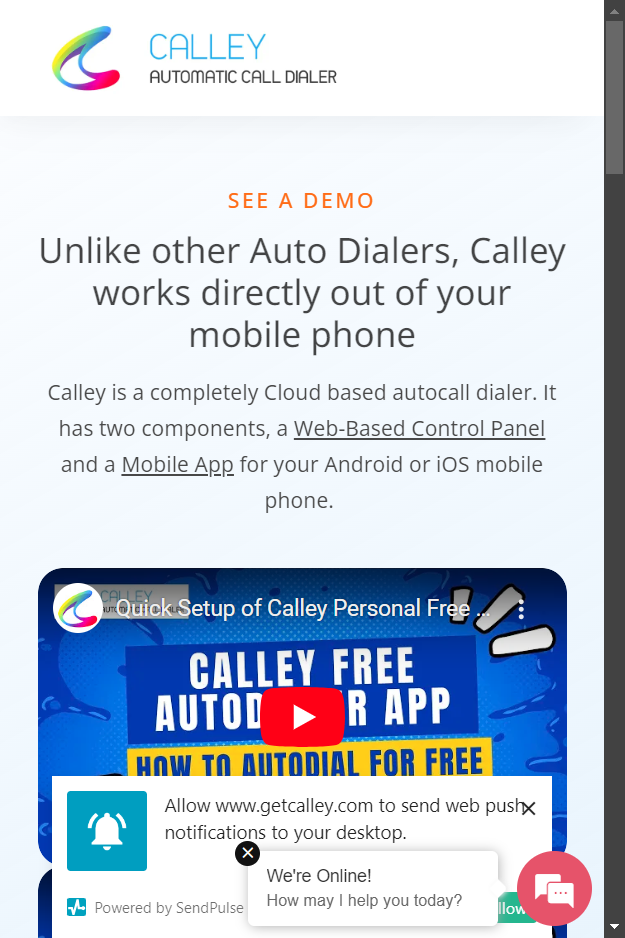 CALLEY
AUTOMATIC CALL DIALER
SEE A DEMO
Unlike other Auto Dialers, Calley
works directly out of your
mobile phone
Calley is a completely Cloud based autocall dialer. It
has two components, a Web-Based Control Panel
and a Mobile App for your Android or iOS mobile
phone.
CALLEY
Quick Setup of Calley Personal Free ...
CALLEY FREE
APP
HOW TO AUTODIAL FOR FREE
Allow www.getcalley.com to send web push
notifications to your desktop.
We're Online!
How may I help you today?
Powered by SendPulse